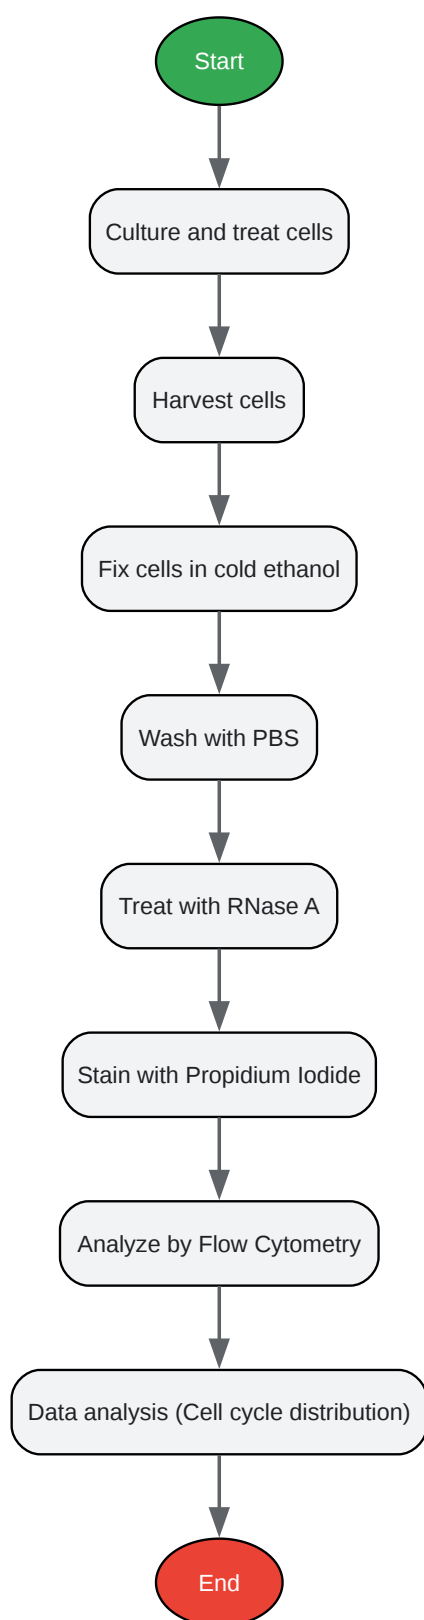 Start
Culture and treat cells
Harvest cells
Fix cells in cold ethanol
Wash with PBS
Treat with RNase A
Stain with Propidium Iodide
Analyze by Flow Cytometry
Data analysis (Cell cycle distribution)
End